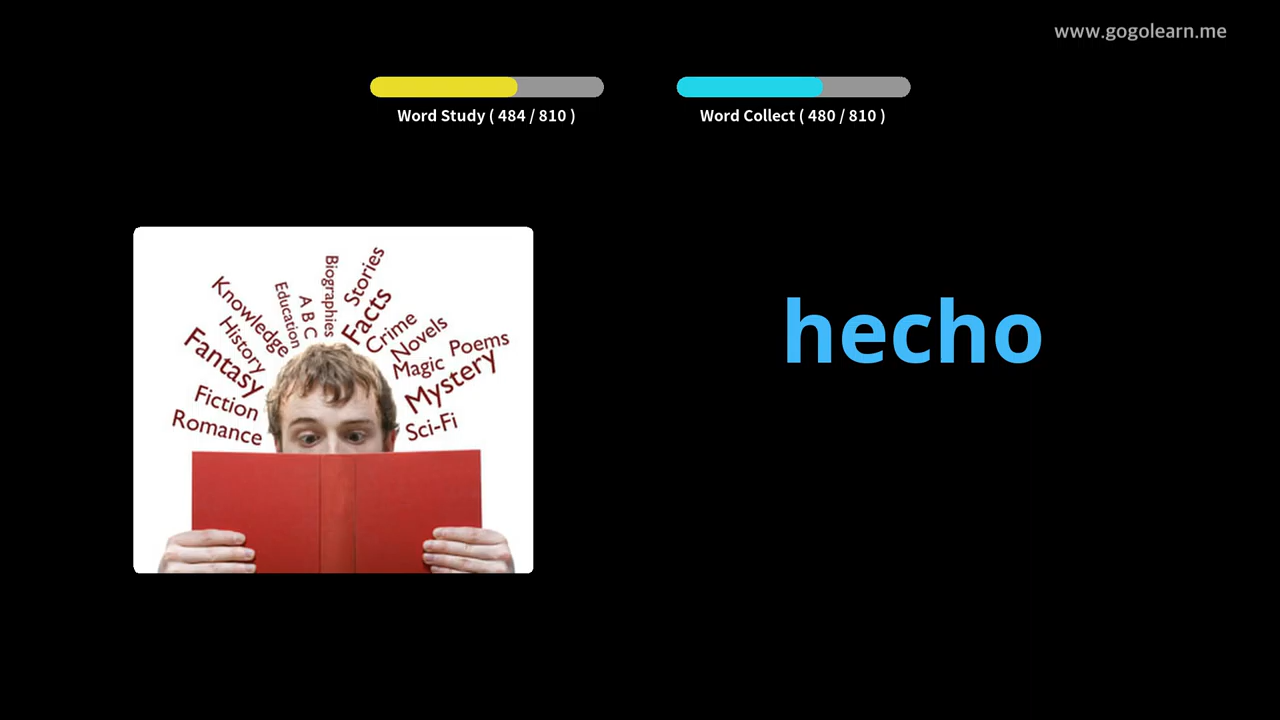 www.gogolearn.me
Word Study ( 484 / 810 )
Word Collect ( 480 / 810 )
hecho
Biographies
Stories
Education
A B C
Facts
Knowledge
History
Crime
Novels
Poems
Fantasy
Magic
Mystery
Fiction
Romance
Sci-Fi